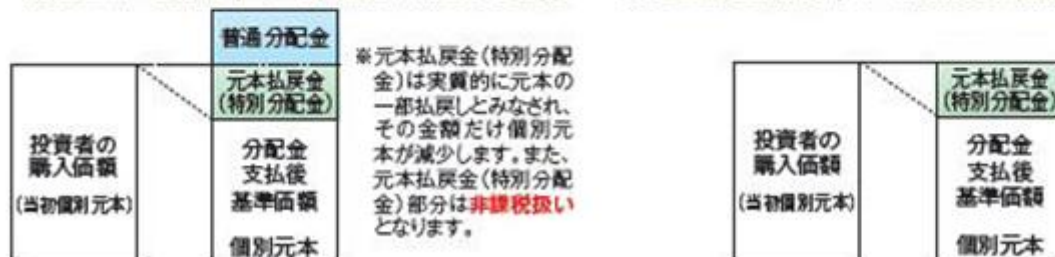 普通分配金
元本払戻金
(特別分配金)
投資者の
購入価額
(当初個別元本)
分配金
支払後
基準価額
個別元本
※元本払戻金(特別分配
金)は実質的に元本の
一部払戻しとみなされ、
その金額だけ個別元
本が減少します。また、
元本払戻金(特別分配
金)部分は非課税扱い
となります。
元本払戻金
(特別分配金)
投資者の
購入価額
(当初個別元本)
分配金
支払後
基準価額
個別元本